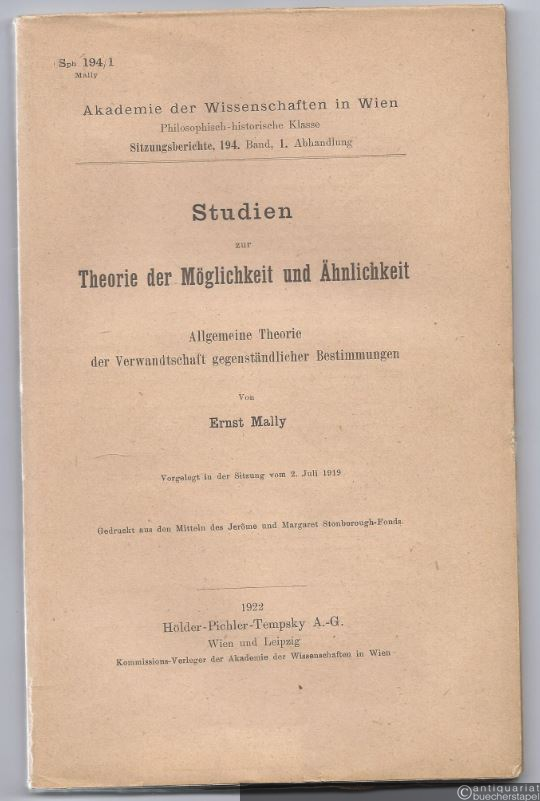 Sph 194/1
Mally
Akademie der Wissenschaften in Wien
Philosophisch-historische Klasse
Sitzungsberichte, 194. Band, 1. Abhandlung
Studien
zur
Theorie der Möglichkeit und Ähnlichkeit
Allgemeine Theorie
der Verwandtschaft gegenständlicher Bestimmungen
Von
Ernst Mally
Vorgelegt in der Sitzung vom 2. Juli 1919
Gedruckt aus den Mitteln des Jerôme und Margaret Stonborough-Fonds.
1922
Hölder-Pichler-Tempsky A.-G.
Wien und Leipzig
Kommissions-Verleger der Akademie der Wissenschaften in Wien
©antiquariat
buecherstapel